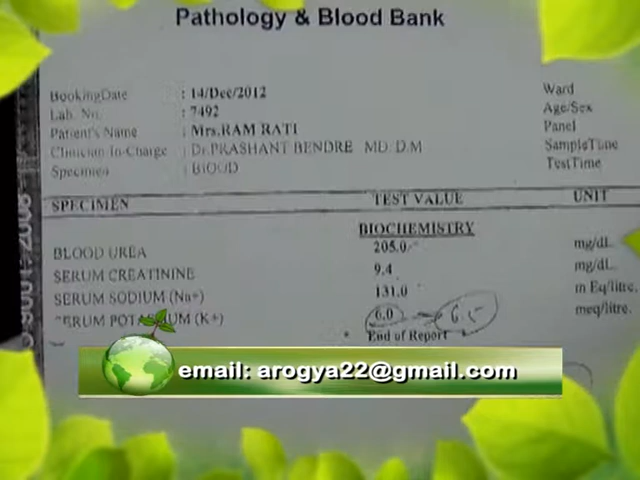 Pathology & Blood Bank
BookingDate : 14/Dec/2012 Ward
Lab. No. : 7492 Age/Sex
Patient's Name : Mrs.RAM RATI Panel
Clinician-In-Charge : Dr.PRASHANT BENDRE MD. D.M SampleTime
Specimen : BlOOD TestTime
SPECIMEN TEST VALUE UNIT
BIOCHEMISTRY
BLOOD UREA 205.0 mg/dL
SERUM CREATININE 9.4 mg/dL
SERUM SODIUM (Na+) 131.0 m Eq/litre.
SERUM POTASSIUM (K+) 6.0 6.5 meq/litre.
* End of Report
email: arogya22@gmail.com